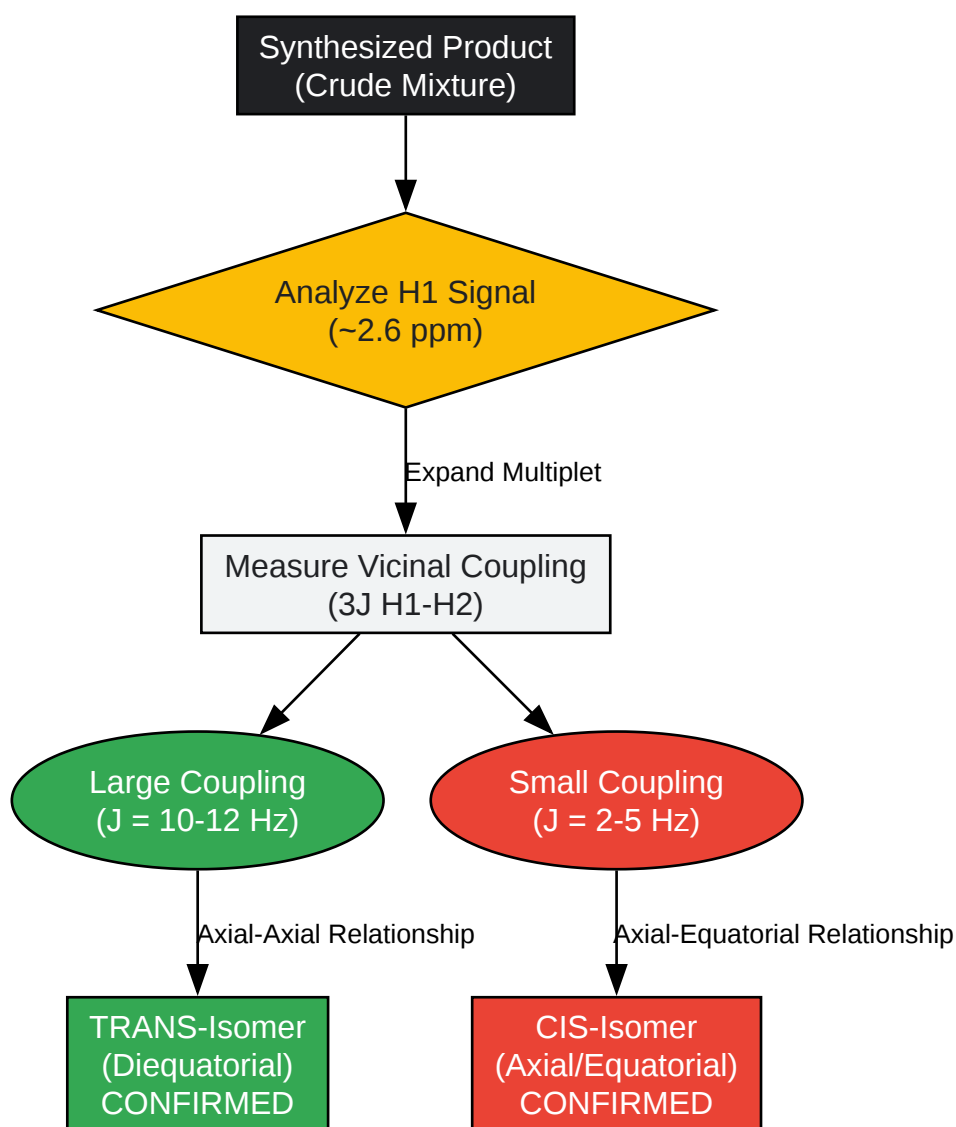 Synthesized Product
(Crude Mixture)
Analyze H1 Signal
(~2.6 ppm)
Expand Multiplet
Measure Vicinal Coupling
(3J H1-H2)
Large Coupling
(J = 10-12 Hz)
Small Coupling
(J = 2-5 Hz)
Axial-Axial Relationship
Axial-Equatorial Relationship
TRANS-Isomer
(Diequatorial)
CONFIRMED
CIS-Isomer
(Axial/Equatorial)
CONFIRMED